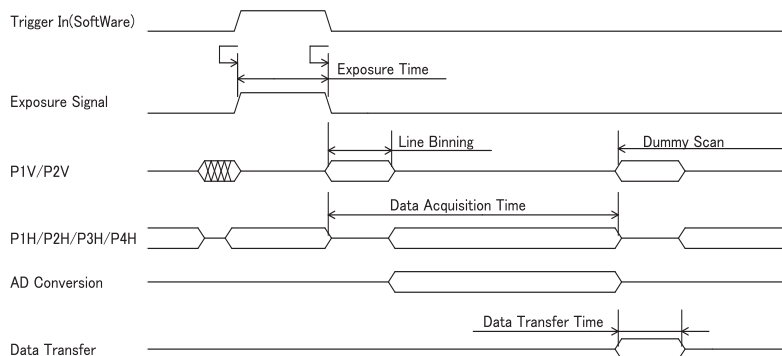 Trigger In(SoftWare)
Exposure Time
Exposure Signal
Line Binning
Dummy Scan
P1V/P2V
Data Acquisition Time
P1H/P2H/P3H/P4H
AD Conversion
Data Transfer Time
Data Transfer